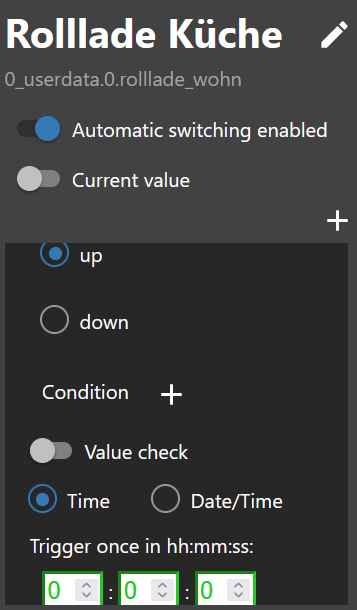 Rolllade Küche
0_userdata.0.rolllade_wohn
Automatic switching enabled
Current value
up
down
Condition
Value check
Time Date/Time
Trigger once in hh:mm:ss:
0 : 0 : 0